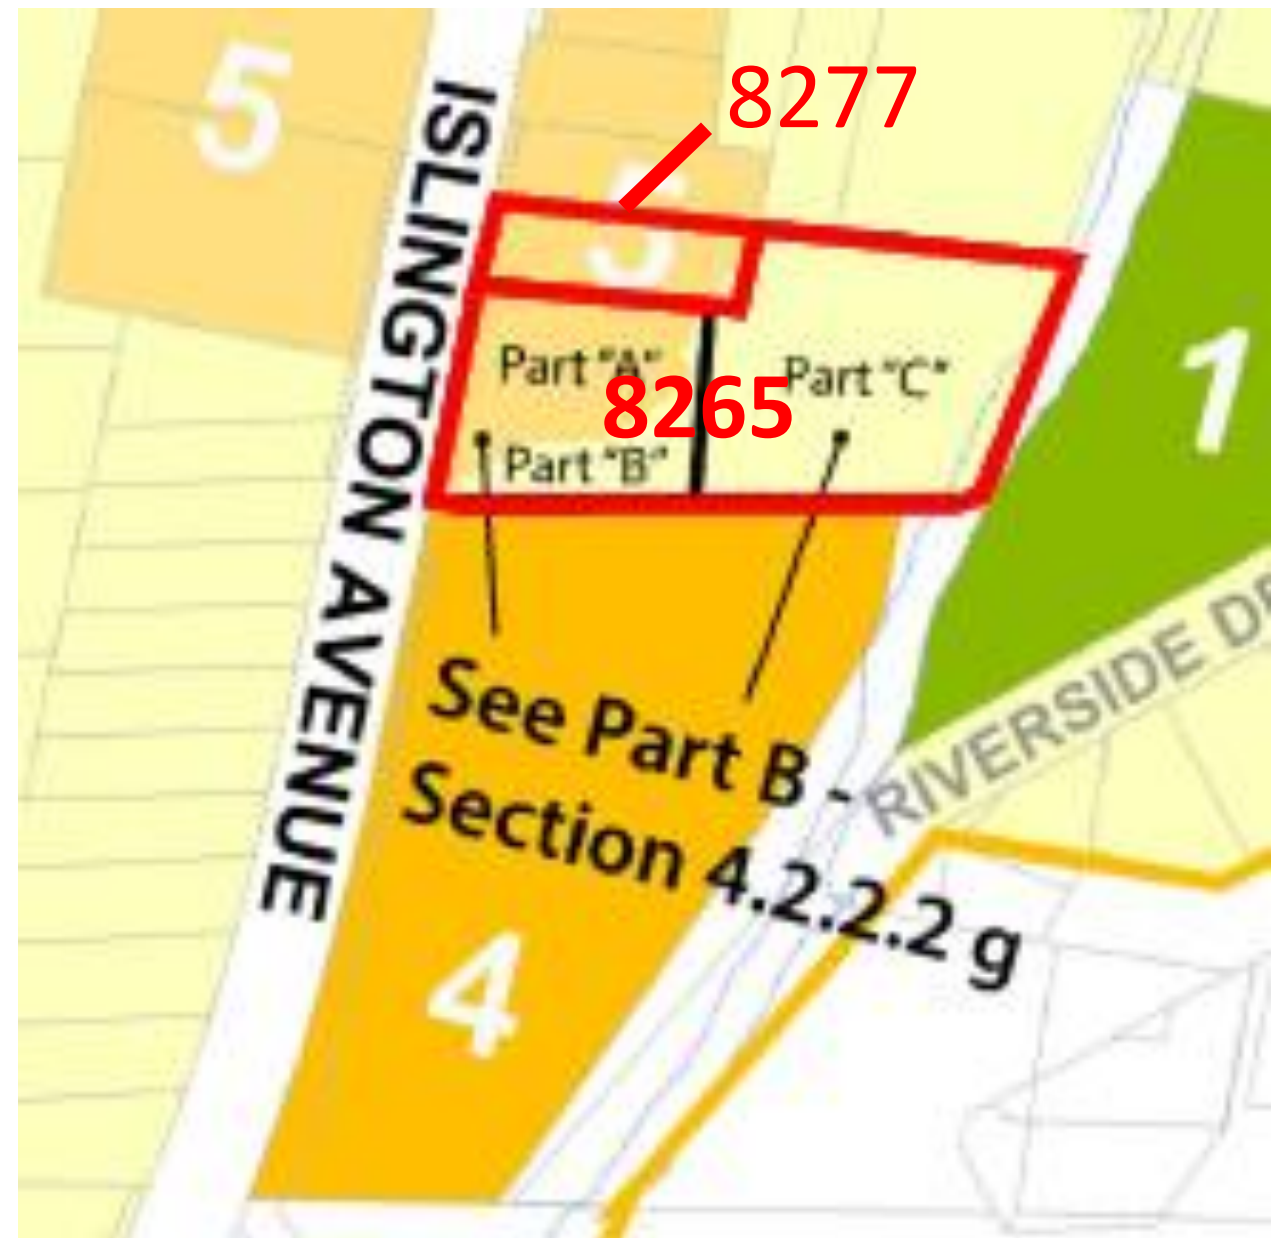 5
ISLINGTON AVENUE
8277
5
1
Part "A"
8265
Part "C"
Part "B"
See Part B -
Section 4.2.2.2 g
RIVERSIDE
4